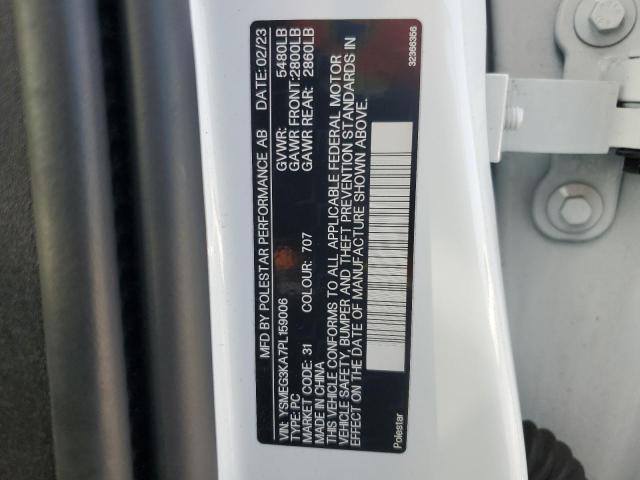 MFD BY POLESTAR PERFORMANCE AB DATE: 02/23
GVWR: 5480LB
GAWR FRONT: 2800LB
GAWR REAR: 2860LB
VIN: YSMEG3KA7PL159006
TYPE: PC
MARKET CODE: 31 COLOUR: 707
MADE IN CHINA
THIS VEHICLE CONFORMS TO ALL APPLICABLE FEDERAL MOTOR
VEHICLE SAFETY, BUMPER AND THEFT PREVENTION STANDARDS IN
EFFECT ON THE DATE OF MANUFACTURE SHOWN ABOVE.
Polestar 32366356